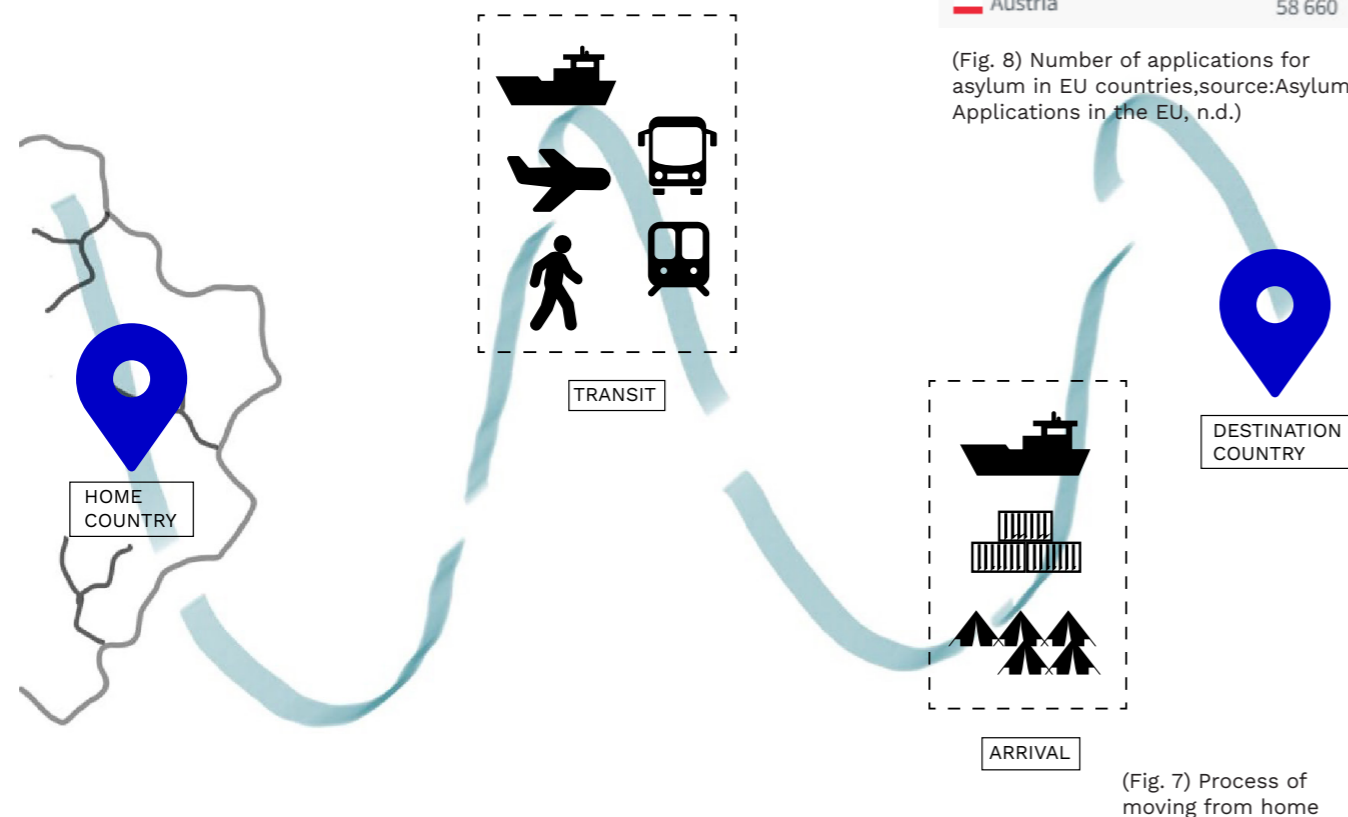 Austria 58 660
(Fig. 8) Number of applications for
asylum in EU countries,source:Asylum
Applications in the EU, n.d.)
TRANSIT
DESTINATION
COUNTRY
HOME
COUNTRY
ARRIVAL
(Fig. 7) Process of
moving from home